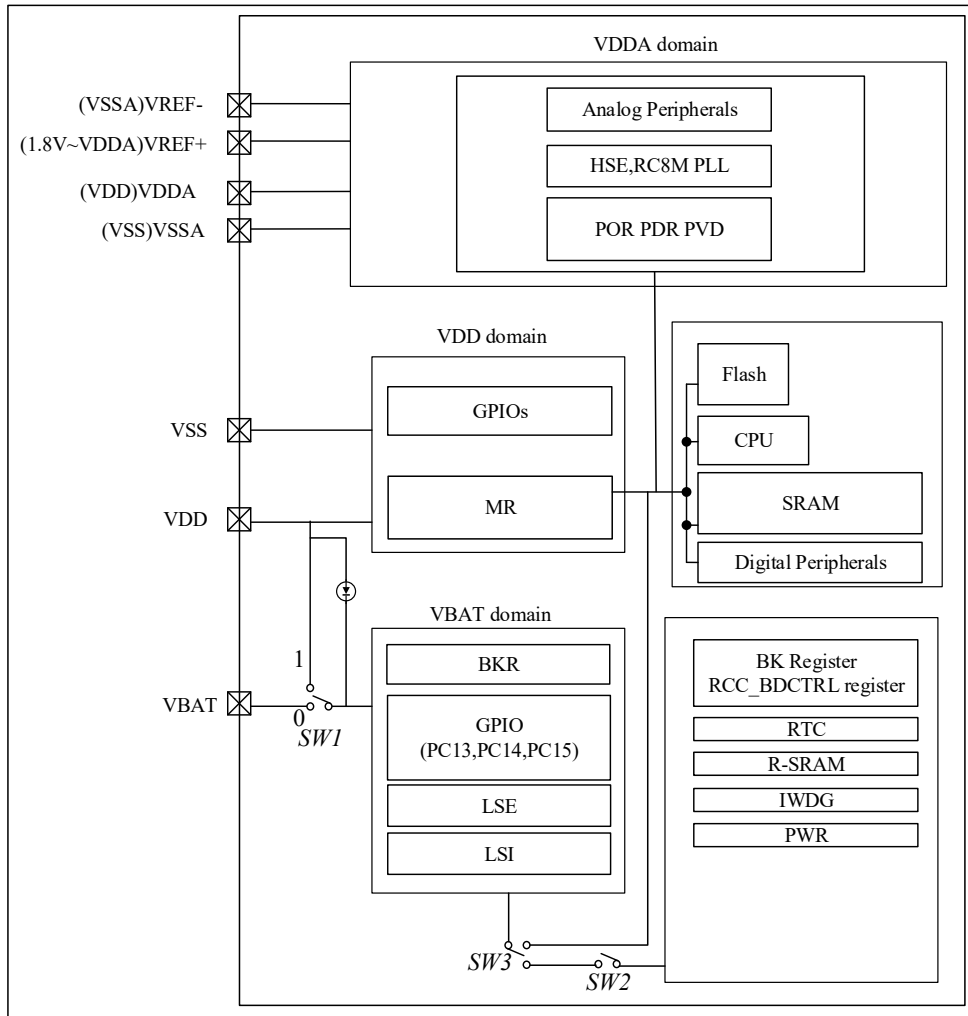 VDDA domain
(VSSA)VREF-
(1.8V~VDDA)VREF+
(VDD)VDDA
(VSS)VSSA
Analog Peripherals
HSE,RC8M PLL
POR PDR PVD
VDD domain
VSS
VDD
GPIOs
MR
Flash
CPU
SRAM
Digital Peripherals
VBAT domain
1
VBAT
0
SW1
BKR
GPIO
(PC13,PC14,PC15)
LSE
LSI
BK Register
RCC_BDCTRL register
RTC
R-SRAM
IWDG
PWR
SW3
SW2